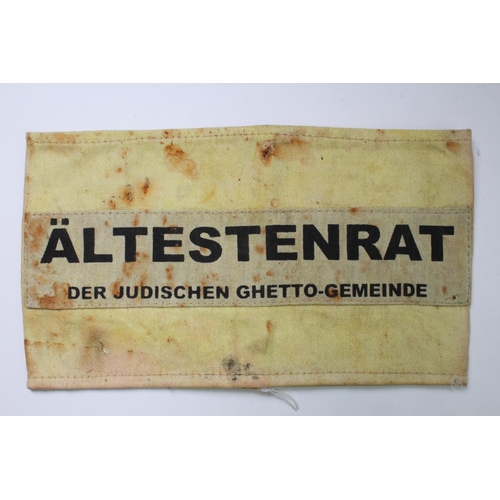 ÄLTESTENRAT
DER JUDISCHEN GHETTO-GEMEINDE